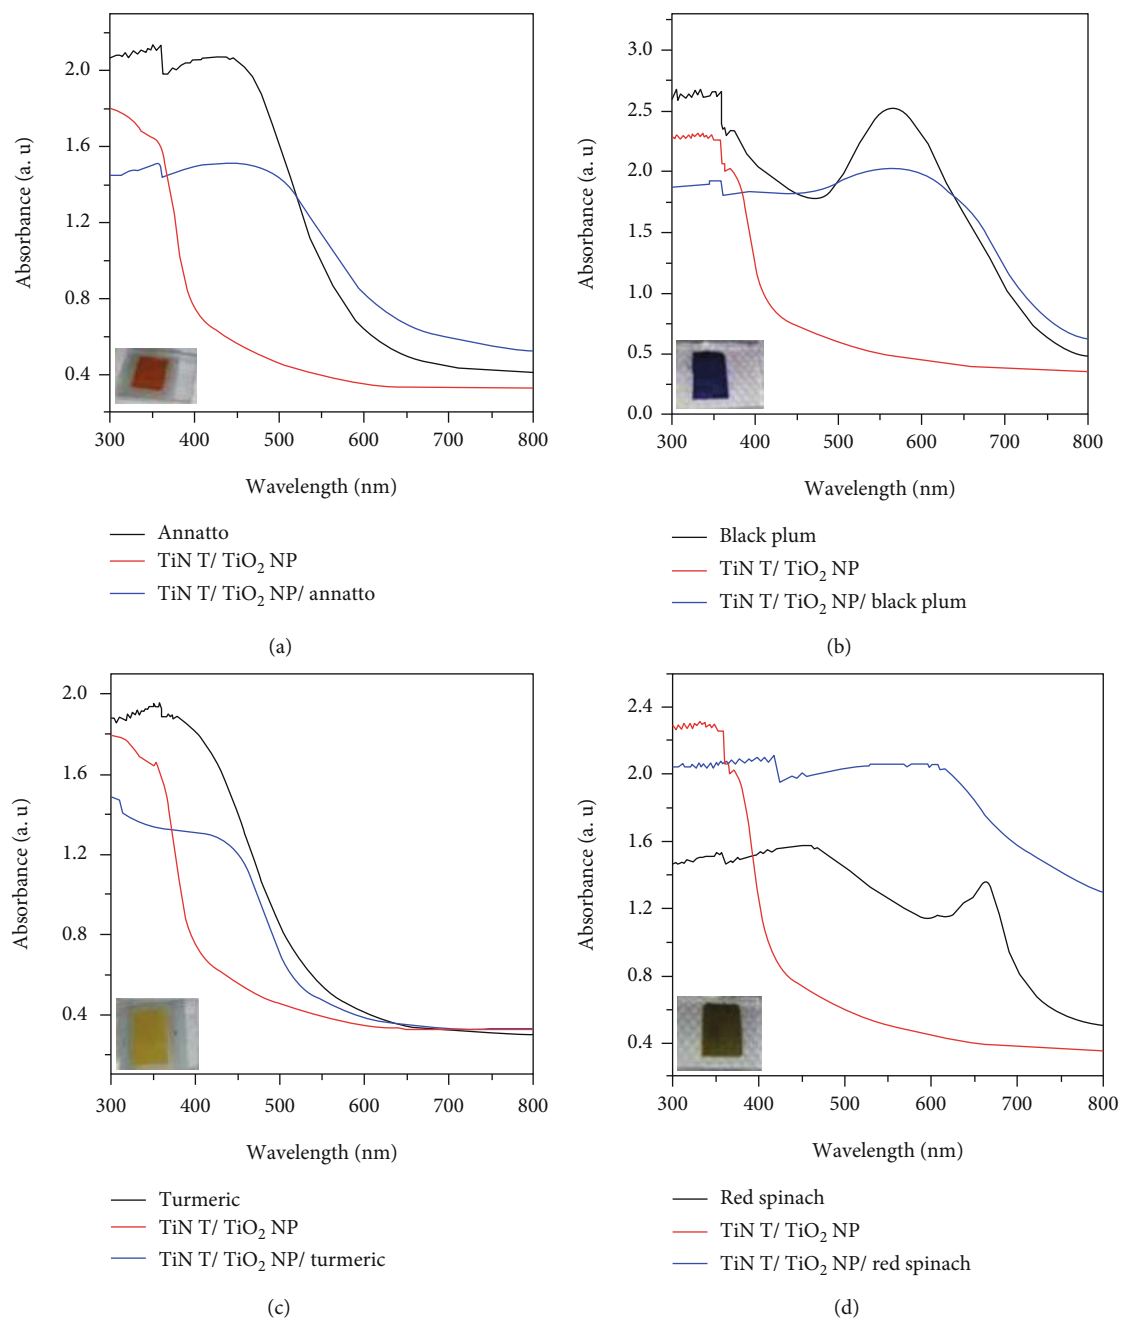 Absorbance (a. u)
2.0
1.6
1.2
0.8
0.4
300 400 500 600 700 800
Wavelength (nm)
Annatto
TiN T/ TiO₂ NP
TiN T/ TiO₂ NP/ annatto
(a)
Absorbance (a. u)
3.0
2.5
2.0
1.5
1.0
0.5
0.0
300 400 500 600 700 800
Wavelength (nm)
Black plum
TiN T/ TiO₂ NP
TiN T/ TiO₂ NP/ black plum
(b)
Absorbance (a. u)
2.0
1.6
1.2
0.8
0.4
300 400 500 600 700 800
Wavelength (nm)
Turmeric
TiN T/ TiO₂ NP
TiN T/ TiO₂ NP/ turmeric
(c)
Absorbance (a. u)
2.4
2.0
1.6
1.2
0.8
0.4
300 400 500 600 700 800
Wavelength (nm)
Red spinach
TiN T/ TiO₂ NP
TiN T/ TiO₂ NP/ red spinach
(d)